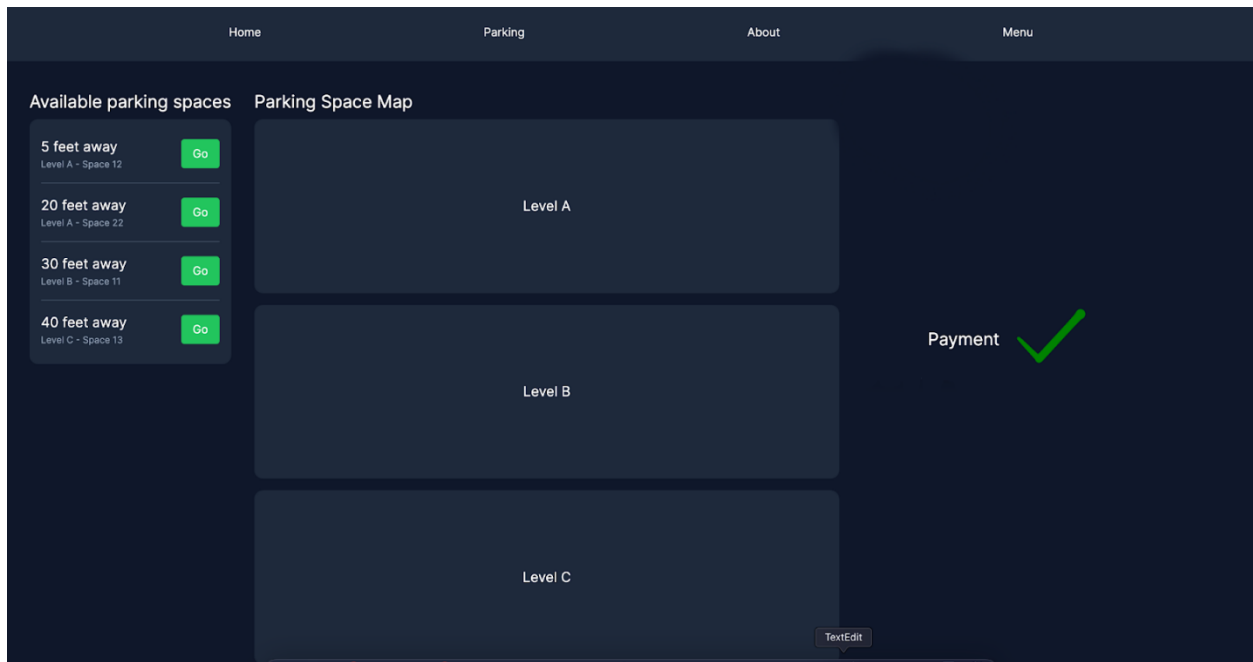 Home Parking About Menu
Available parking spaces
5 feet away
Level A - Space 12
Go
20 feet away
Level A - Space 22
Go
30 feet away
Level B - Space 11
Go
40 feet away
Level C - Space 13
Go
Parking Space Map
Level A
Level B
Level C
Payment
TextEdit